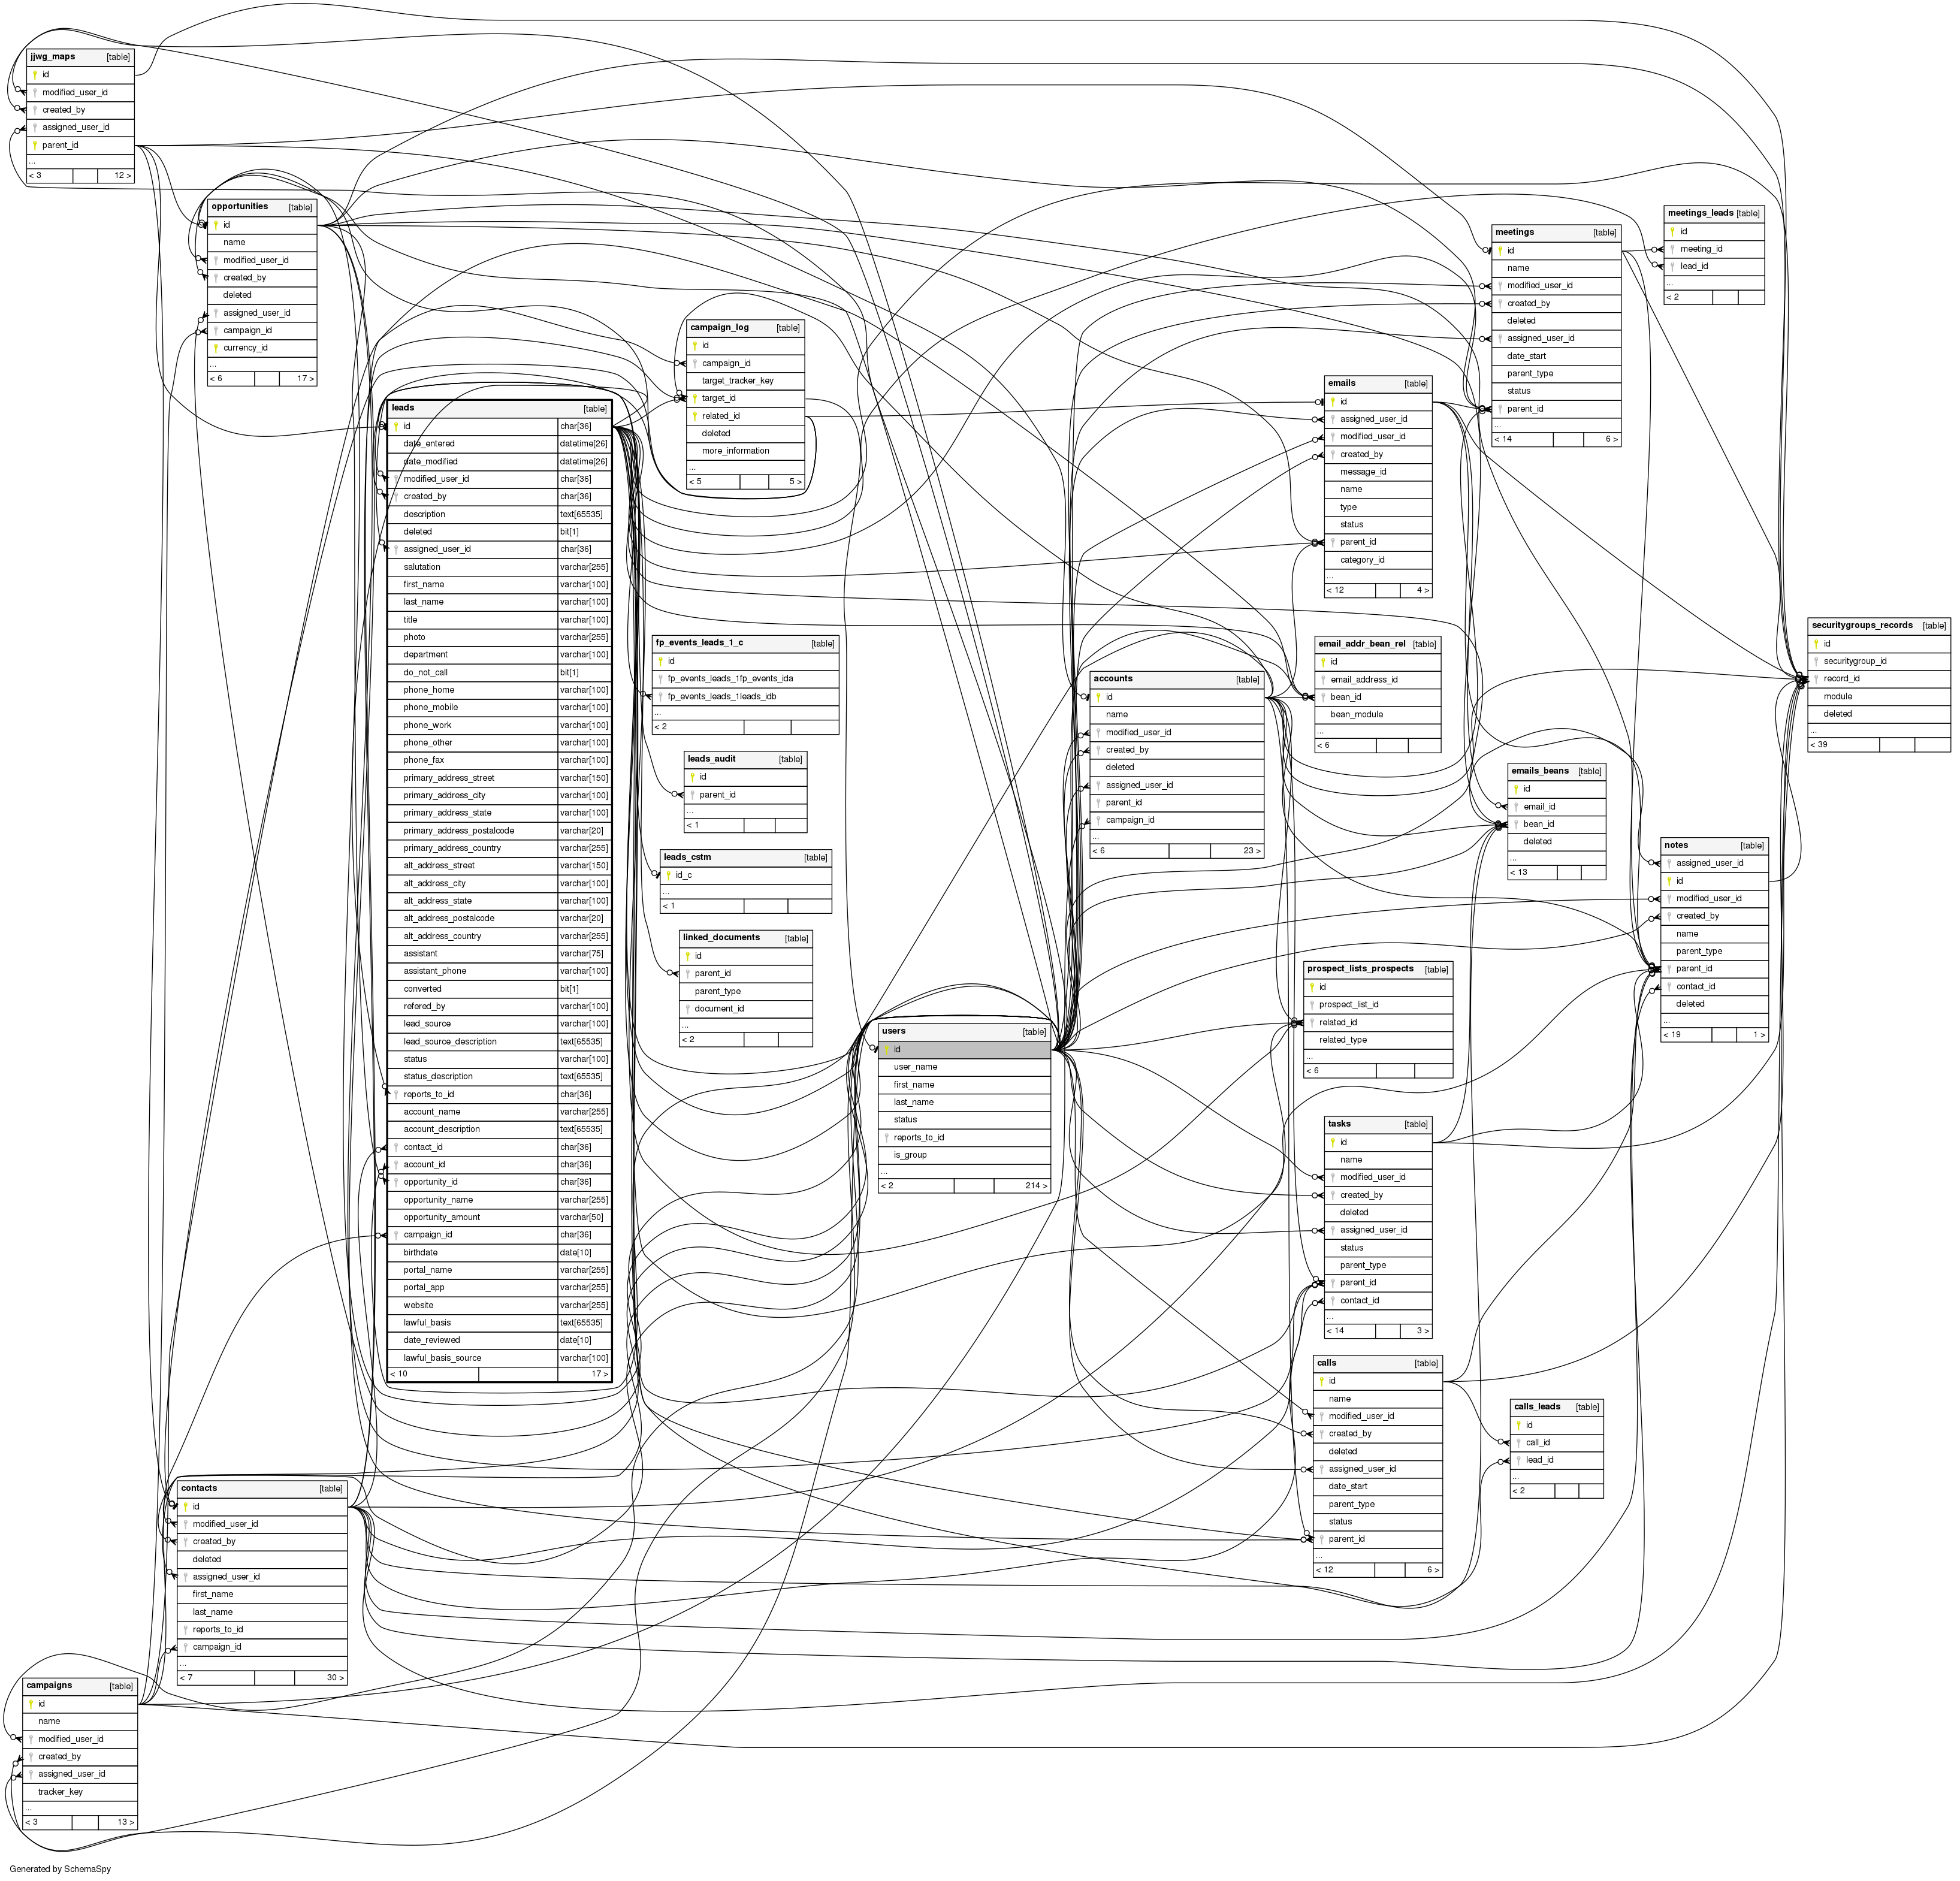 jjwg_maps [table]
id
modified_user_id
created_by
assigned_user_id
parent_id
...
< 3 12 >
opportunities [table]
id
name
modified_user_id
created_by
deleted
assigned_user_id
campaign_id
currency_id
...
< 6 17 >
leads [table]
id char[36]
date_entered datetime[26]
date_modified datetime[26]
modified_user_id char[36]
created_by char[36]
description text[65535]
deleted bit[1]
assigned_user_id char[36]
salutation varchar[255]
first_name varchar[100]
last_name varchar[100]
title varchar[100]
photo varchar[255]
department varchar[100]
do_not_call bit[1]
phone_home varchar[100]
phone_mobile varchar[100]
phone_work varchar[100]
phone_other varchar[100]
phone_fax varchar[100]
primary_address_street varchar[150]
primary_address_city varchar[100]
primary_address_state varchar[100]
primary_address_postalcode varchar[20]
primary_address_country varchar[255]
alt_address_street varchar[150]
alt_address_city varchar[100]
alt_address_state varchar[100]
alt_address_postalcode varchar[20]
alt_address_country varchar[255]
assistant varchar[75]
assistant_phone varchar[100]
converted bit[1]
refered_by varchar[100]
lead_source varchar[100]
lead_source_description text[65535]
status varchar[100]
status_description text[65535]
reports_to_id char[36]
account_name varchar[255]
account_description text[65535]
contact_id char[36]
account_id char[36]
opportunity_id char[36]
opportunity_name varchar[255]
opportunity_amount varchar[50]
campaign_id char[36]
birthdate date[10]
portal_name varchar[255]
portal_app varchar[255]
website varchar[255]
lawful_basis text[65535]
date_reviewed date[10]
lawful_basis_source varchar[100]
< 10 17 >
contacts [table]
id
modified_user_id
created_by
deleted
assigned_user_id
first_name
last_name
reports_to_id
campaign_id
...
< 7 30 >
campaigns [table]
id
name
modified_user_id
created_by
assigned_user_id
tracker_key
...
< 3 13 >
campaign_log [table]
id
campaign_id
target_tracker_key
target_id
related_id
deleted
more_information
...
< 5 5 >
fp_events_leads_1_c [table]
id
fp_events_leads_1fp_events_ida
fp_events_leads_1leads_idb
...
< 2
leads_audit [table]
id
parent_id
...
< 1
leads_cstm [table]
id_c
...
< 1
linked_documents [table]
id
parent_id
parent_type
document_id
...
< 2
users [table]
id
user_name
first_name
last_name
status
reports_to_id
is_group
...
< 2 214 >
accounts [table]
id
name
modified_user_id
created_by
deleted
assigned_user_id
parent_id
campaign_id
...
< 6 23 >
emails [table]
id
assigned_user_id
modified_user_id
created_by
message_id
name
type
status
parent_id
category_id
...
< 12 4 >
email_addr_bean_rel [table]
id
email_address_id
bean_id
bean_module
...
< 6
prospect_lists_prospects [table]
id
prospect_list_id
related_id
related_type
...
< 6
tasks [table]
id
name
modified_user_id
created_by
deleted
assigned_user_id
status
parent_type
parent_id
contact_id
...
< 14 3 >
calls [table]
id
name
modified_user_id
created_by
deleted
assigned_user_id
date_start
parent_type
status
parent_id
...
< 12 6 >
meetings [table]
id
name
modified_user_id
created_by
deleted
assigned_user_id
date_start
parent_type
status
parent_id
...
< 14 6 >
emails_beans [table]
id
email_id
bean_id
deleted
...
< 13
calls_leads [table]
id
call_id
lead_id
...
< 2
meetings_leads [table]
id
meeting_id
lead_id
...
< 2
notes [table]
assigned_user_id
id
modified_user_id
created_by
name
parent_type
parent_id
contact_id
deleted
...
< 19 1 >
securitygroups_records [table]
id
securitygroup_id
record_id
module
deleted
...
< 39
Generated by SchemaSpy